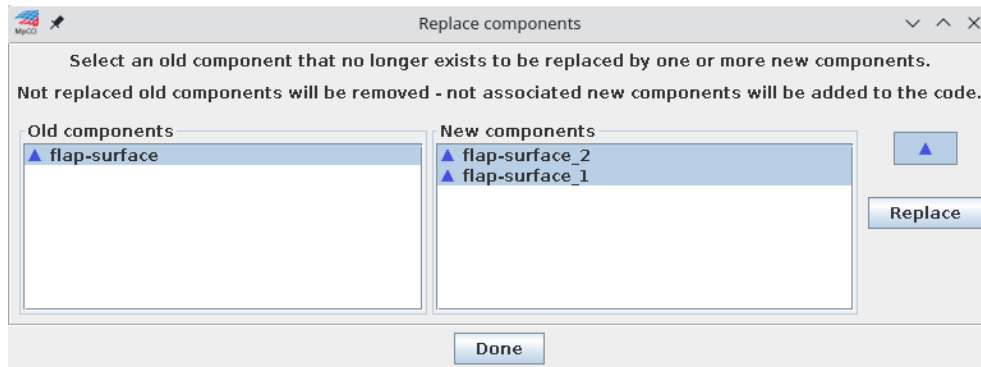 MpCCI
Replace components
Select an old component that no longer exists to be replaced by one or more new components.
Not replaced old components will be removed - not associated new components will be added to the code.
Old components
flap-surface
New components
flap-surface_2
flap-surface_1
Replace
Done